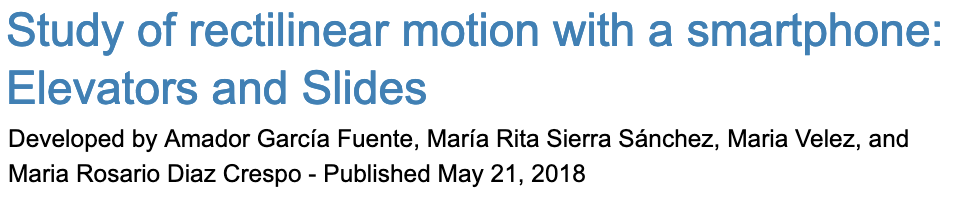 Study of rectilinear motion with a smartphone:
Elevators and Slides
Developed by Amador García Fuente, María Rita Sierra Sánchez, Maria Velez, and
Maria Rosario Diaz Crespo - Published May 21, 2018